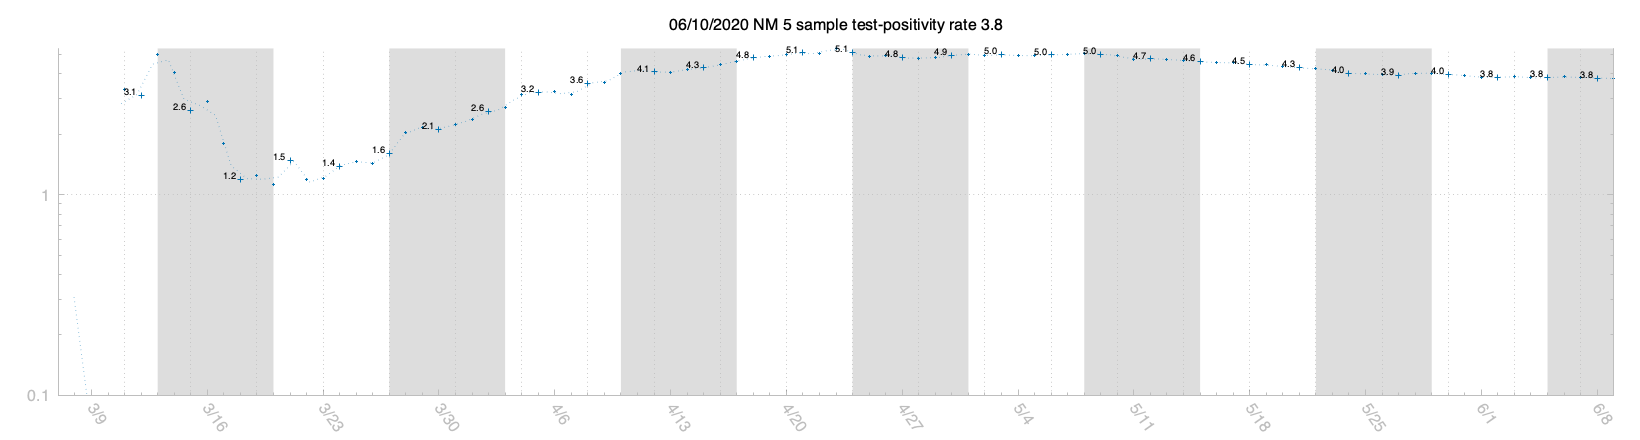 06/10/2020 NM 5 sample test-positivity rate 3.8
3.1 2.6 1.2 1.5 1.4 1.6 2.1 2.6 3.2 3.6 4.1 4.3 4.8 5.1 5.1 4.8 4.9 5.0 5.0 5.0 4.7 4.6 4.5 4.3 4.0 3.9 4.0 3.8 3.8 3.8
1
0.1
3/9 3/16 3/23 3/30 4/6 4/13 4/20 4/27 5/4 5/11 5/18 5/25 6/1 6/8